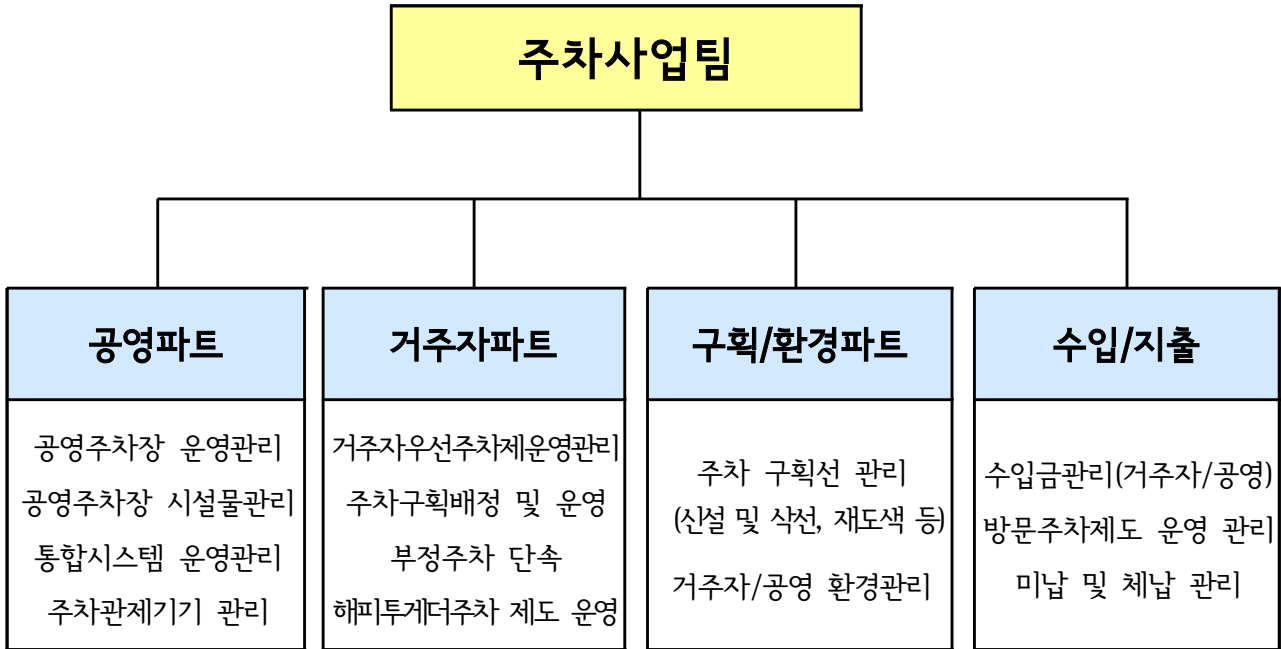 주차사업팀
공영파트
공영주차장 운영관리
공영주차장 시설물관리
통합시스템 운영관리
주차관제기기 관리
거주자파트
거주자우선주차제운영관리
주차구획배정 및 운영
부정주차 단속
해피투게더주차 제도 운영
구획/환경파트
주차 구획선 관리
(신설 및 삭선, 재도색 등)
거주자/공영 환경관리
수입/지출
수입금관리(거주자/공영)
방문주차제도 운영 관리
미납 및 체납 관리